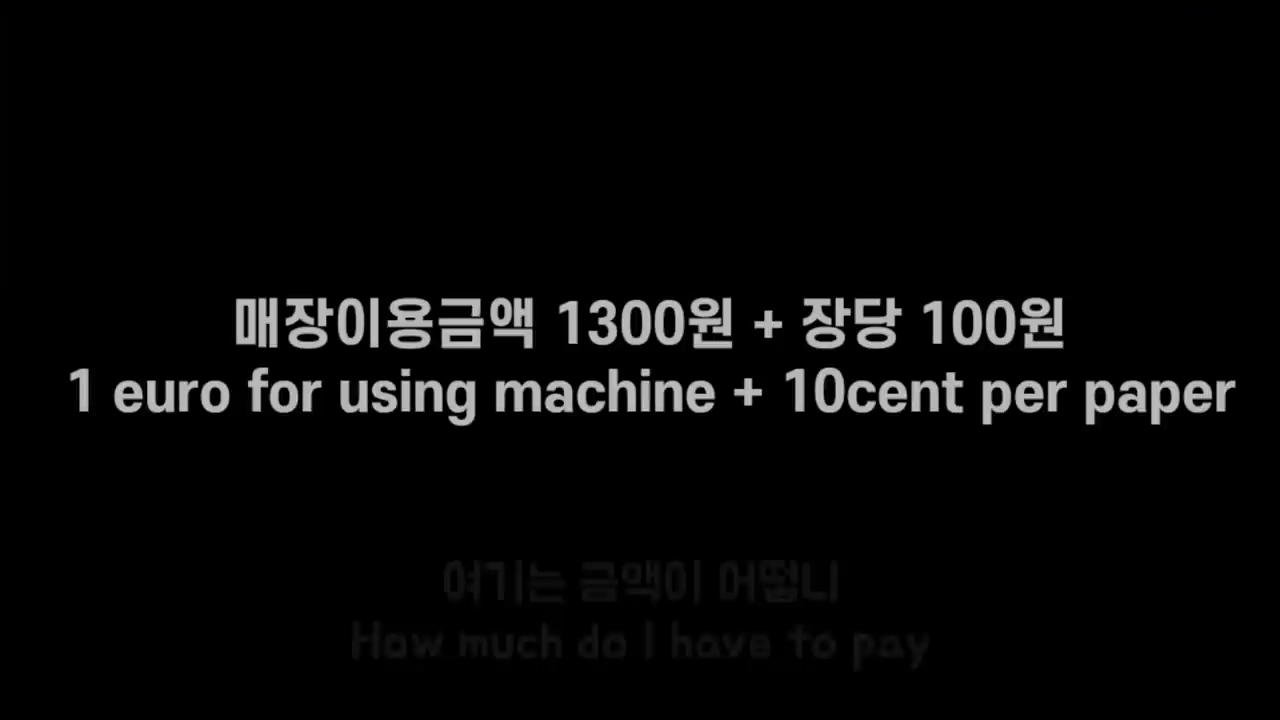 매장이용금액 1300원 + 장당 100원
1 euro for using machine + 10cent per paper
여기는 금액이 어떻니
How much do I have to pay